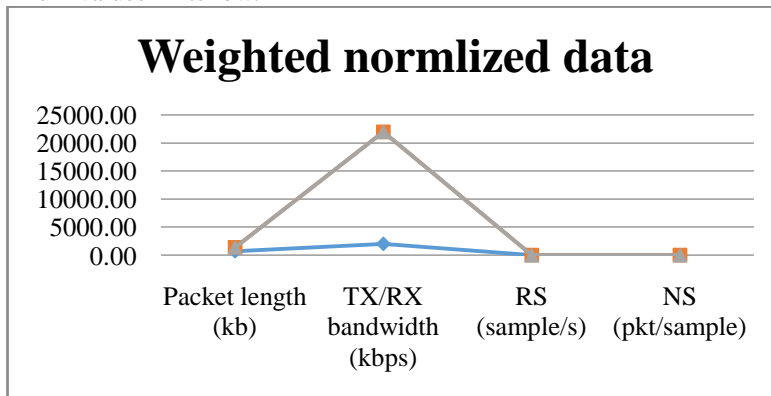 Weighted normlized data
25000.00
20000.00
15000.00
10000.00
5000.00
0.00
Packet length
(kb)
TX/RX
bandwidth
(kbps)
RS
(sample/s)
NS
(pkt/sample)